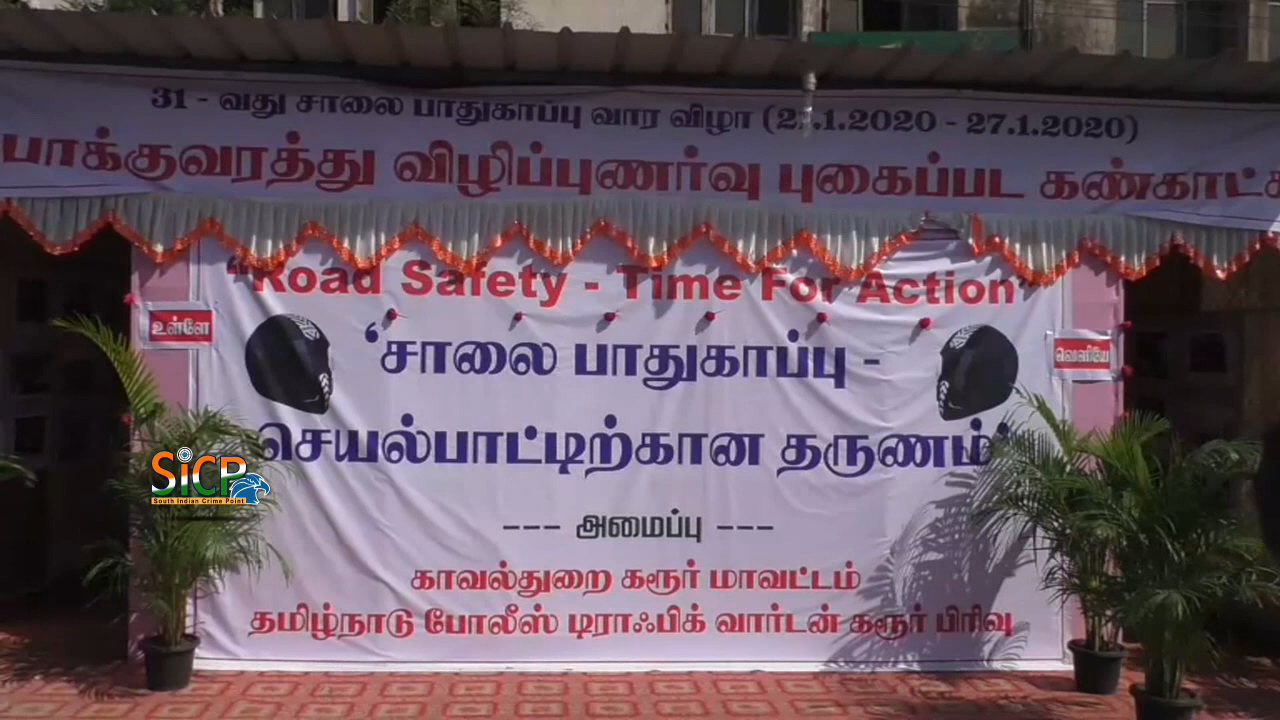 31 - வது சாலை பாதுகாப்பு வார விழா (21.1.2020 - 27.1.2020)
பாக்குவரத்து விழிப்புணர்வு புகைப்பட கண்காட்சி
“Road Safety - Time For Action”
உள்ளே
வெளியே
‘சாலை பாதுகாப்பு -
செயல்பாட்டிற்கான தருணம்’
SiCP
South Indian Crime Point
--- அமைப்பு ---
காவல்துறை கரூர் மாவட்டம்
தமிழ்நாடு போலீஸ் டிராஃபிக் வார்டன் கரூர் பிரிவு